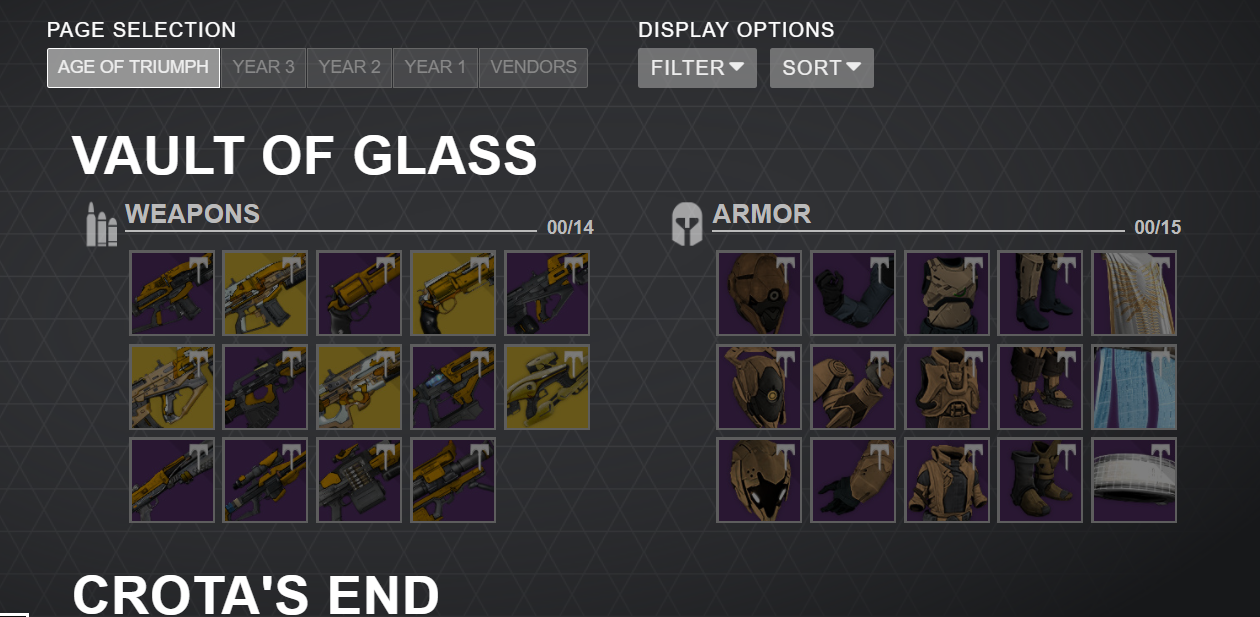 PAGE SELECTION
AGE OF TRIUMPH YEAR 3 YEAR 2 YEAR 1 VENDORS
DISPLAY OPTIONS
FILTER SORT
VAULT OF GLASS
WEAPONS
00/14
ARMOR
00/15
CROTA'S END